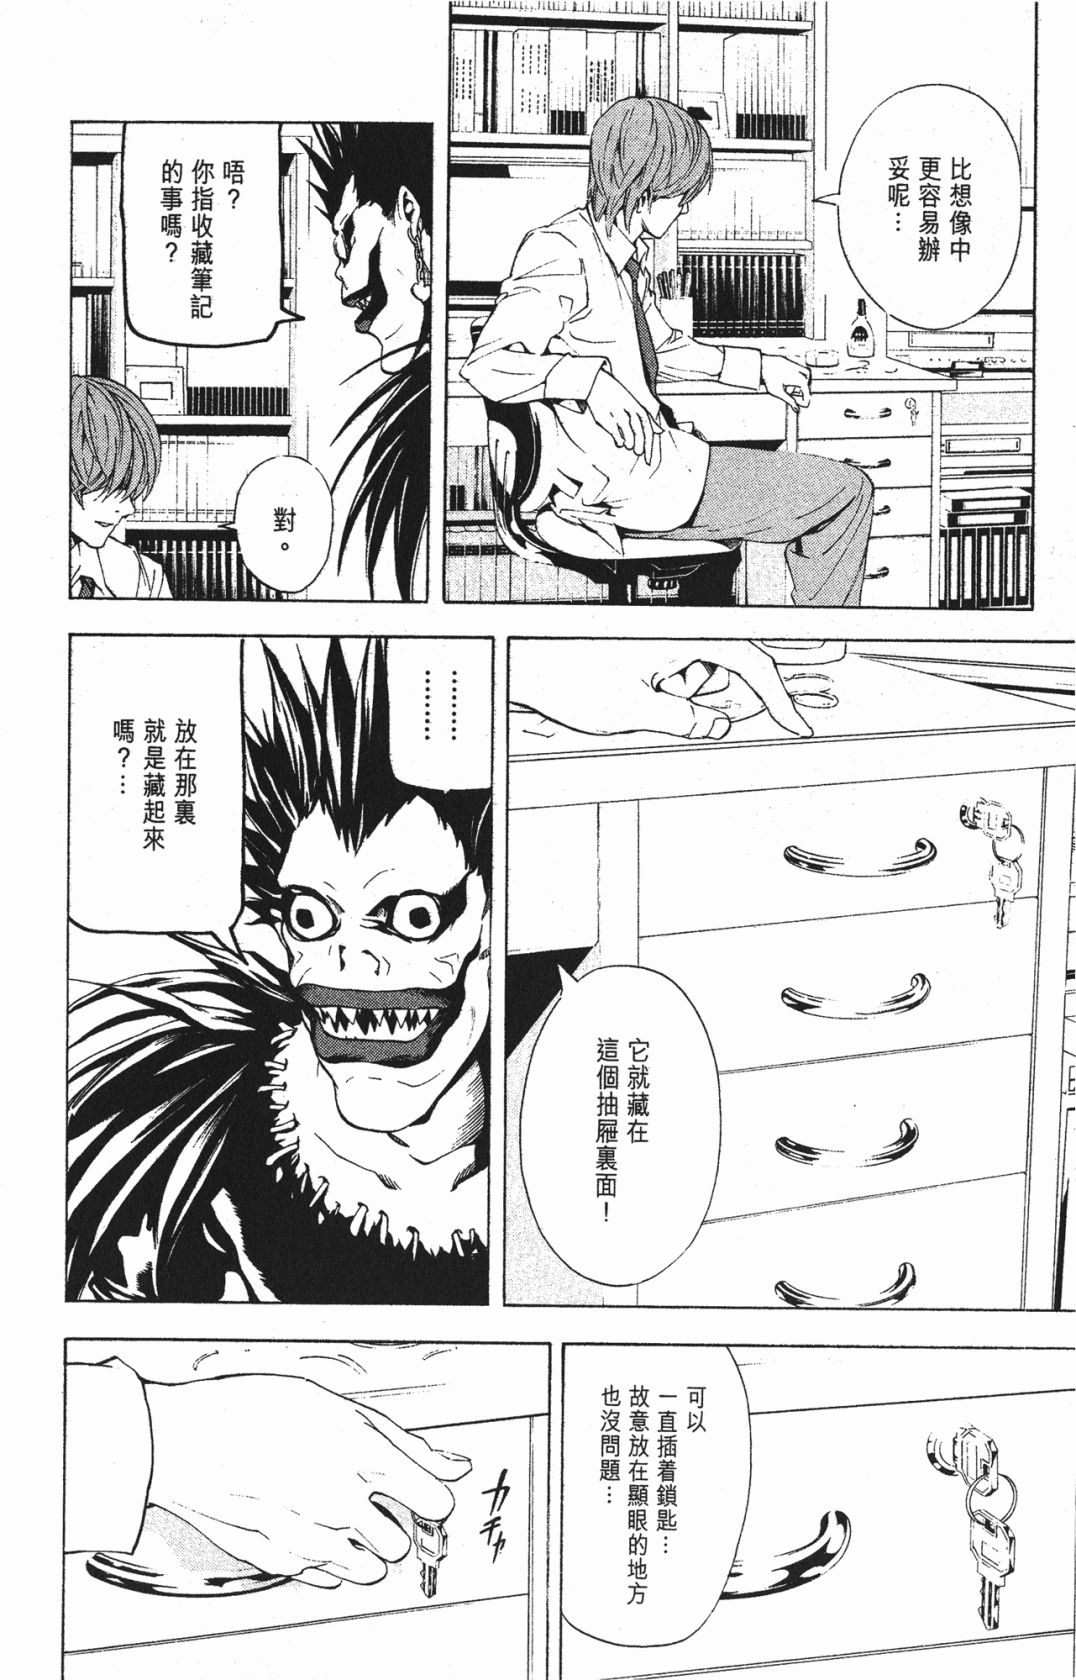 比想像中
更容易辦
妥呢…
唔？
你指收藏筆記
的事嗎？
對。
它就藏在
這個抽屜裏面！
…………
…………
放在那裏
就是藏起來
嗎？…
可以
一直插着鎖匙…
故意放在顯眼的地方
也沒問題…
カチャ